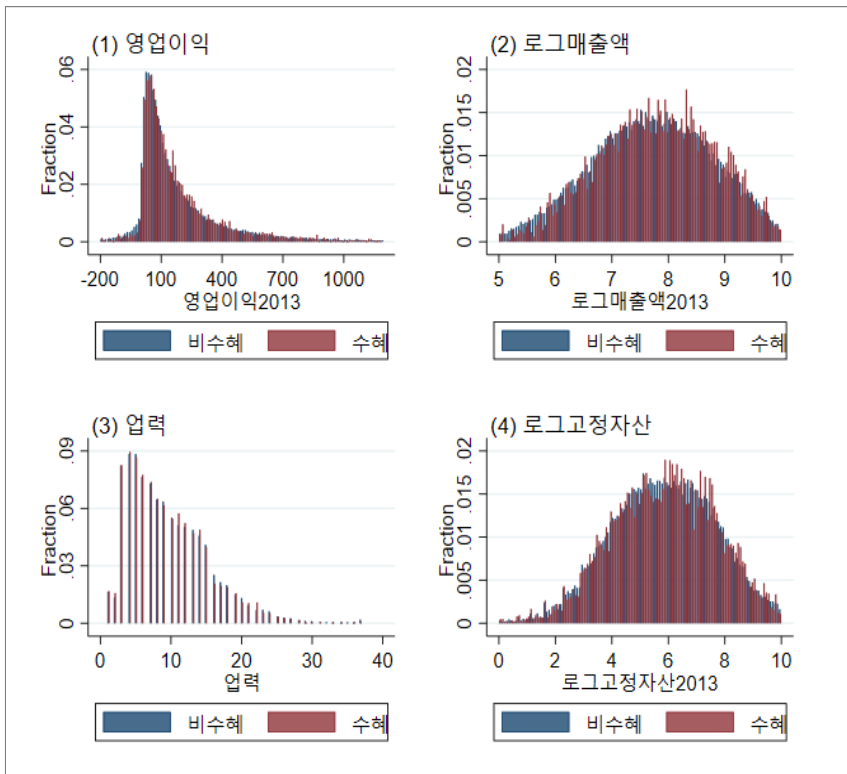 (1) 영업이익
.06
.04
.02
0
Fraction
-200 100 400 700 1000
영업이익2013
비수혜 수혜
(2) 로그매출액
.02
.015
.01
.005
0
Fraction
5 6 7 8 9 10
로그매출액2013
비수혜 수혜
(3) 업력
.09
.06
.03
0
Fraction
0 10 20 30 40
업력
비수혜 수혜
(4) 로그고정자산
.02
.015
.01
.005
0
Fraction
0 2 4 6 8 10
로그고정자산2013
비수혜 수혜